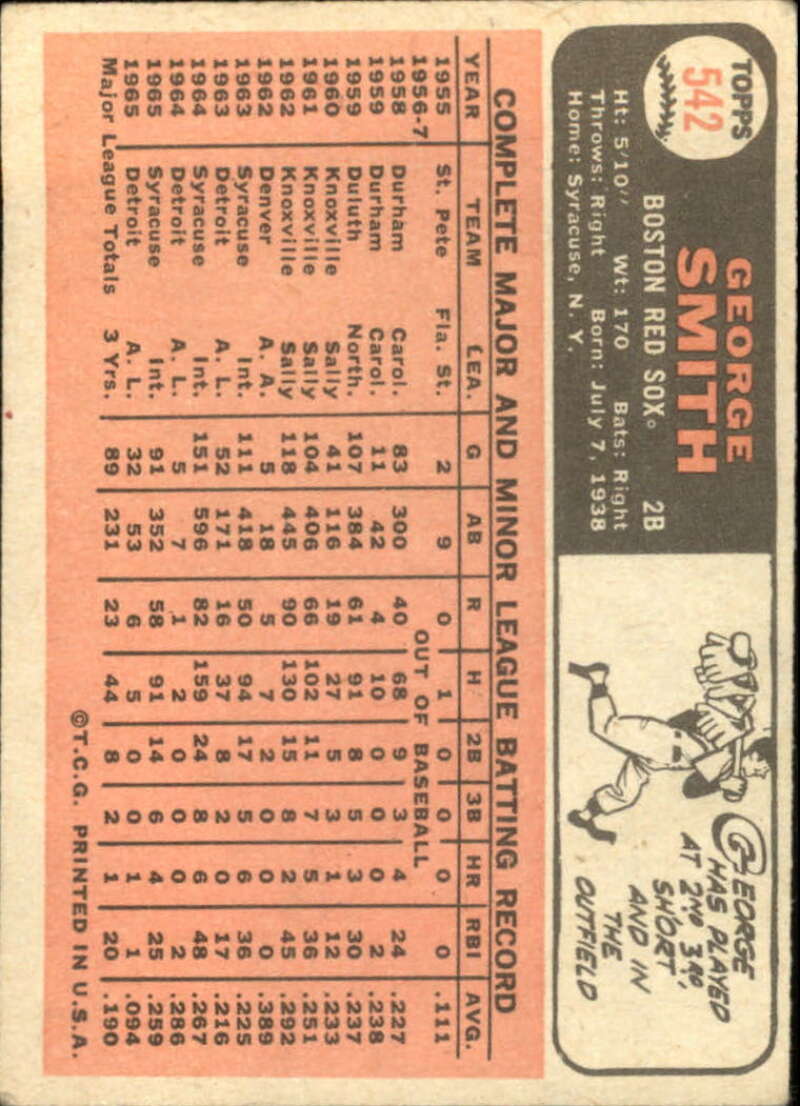 TOPPS
542
GEORGE
SMITH
BOSTON RED SOX 2B
Ht: 5'10'' Wt: 170 Bats: Right
Throws: Right Born: July 7, 1938
Home: Syracuse, N. Y.
GEORGE
HAS PLAYED
AT 2ND, 3RD,
SHORT
AND IN
THE
OUTFIELD
COMPLETE MAJOR AND MINOR LEAGUE BATTING RECORD
YEAR TEAM LEA. G AB R H 2B 3B HR RBI AVG.
1955 St. Pete Fla. St. 2 9 0 1 0 0 0 0 .111
1956-7 OUT OF BASEBALL
1958 Durham Carol. 83 300 40 68 9 3 4 24 .227
1959 Durham Carol. 11 42 4 10 0 0 0 2 .238
1959 Duluth North. 107 384 61 91 8 5 3 30 .237
1960 Knoxville Sally 41 116 19 27 5 3 1 12 .233
1961 Knoxville Sally 104 406 66 102 11 7 5 36 .251
1962 Knoxville Sally 118 445 90 130 15 8 2 45 .292
1962 Denver A. A. 5 18 5 7 2 0 0 0 .389
1963 Syracuse Int. 111 418 50 94 17 5 6 36 .225
1963 Detroit A. L. 52 171 16 37 8 2 0 17 .216
1964 Syracuse Int. 151 596 82 159 24 8 6 48 .267
1964 Detroit A. L. 5 7 1 2 0 0 0 2 .286
1965 Syracuse Int. 91 352 58 91 14 6 4 25 .259
1965 Detroit A. L. 32 53 6 5 0 0 1 1 .094
Major League Totals 3 Yrs. 89 231 23 44 8 2 1 20 .190
©T.C.G. PRINTED IN U.S.A.